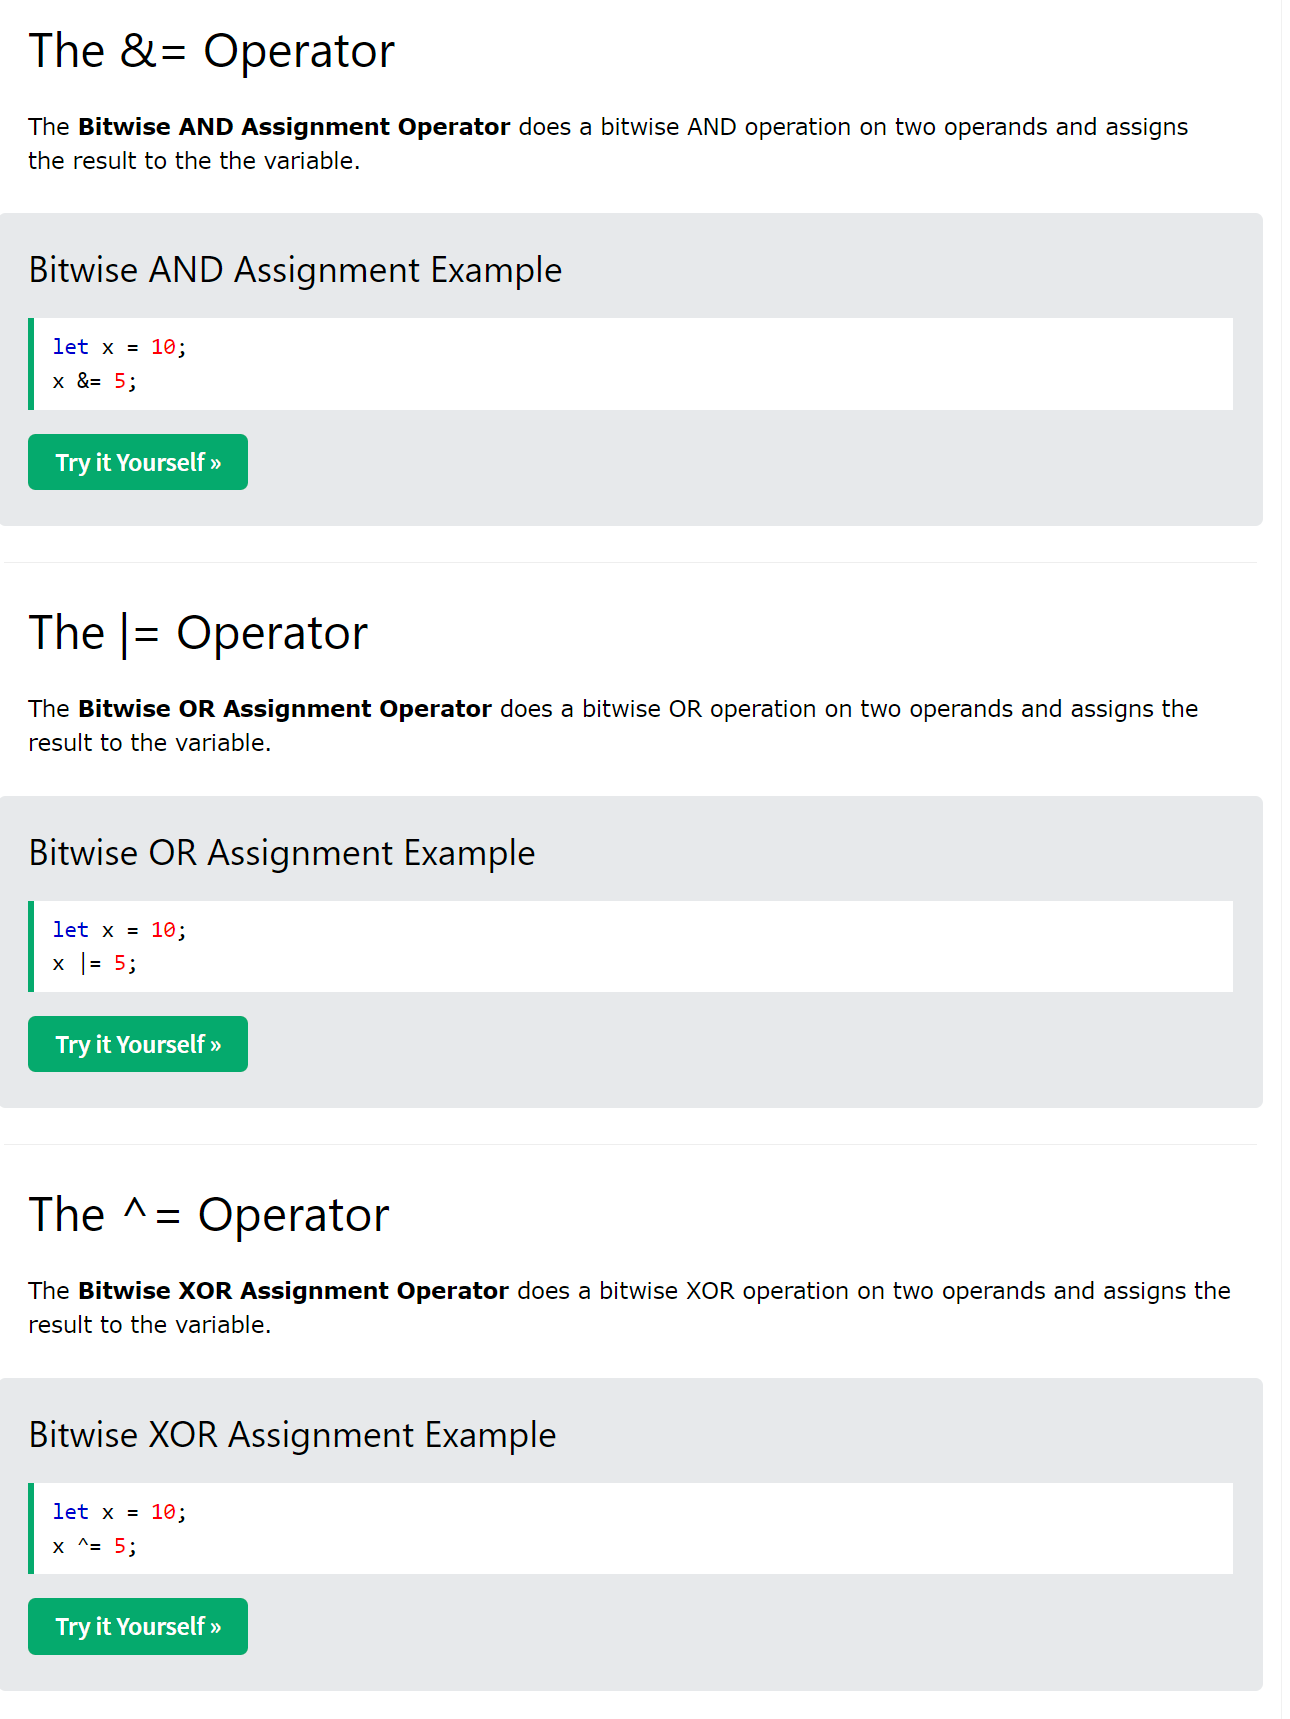 The &= Operator
The Bitwise AND Assignment Operator does a bitwise AND operation on two operands and assigns
the result to the the variable.
Bitwise AND Assignment Example
let x = 10;
x &= 5;
Try it Yourself »
The |= Operator
The Bitwise OR Assignment Operator does a bitwise OR operation on two operands and assigns the
result to the variable.
Bitwise OR Assignment Example
let x = 10;
x |= 5;
Try it Yourself »
The ^= Operator
The Bitwise XOR Assignment Operator does a bitwise XOR operation on two operands and assigns the
result to the variable.
Bitwise XOR Assignment Example
let x = 10;
x ^= 5;
Try it Yourself »